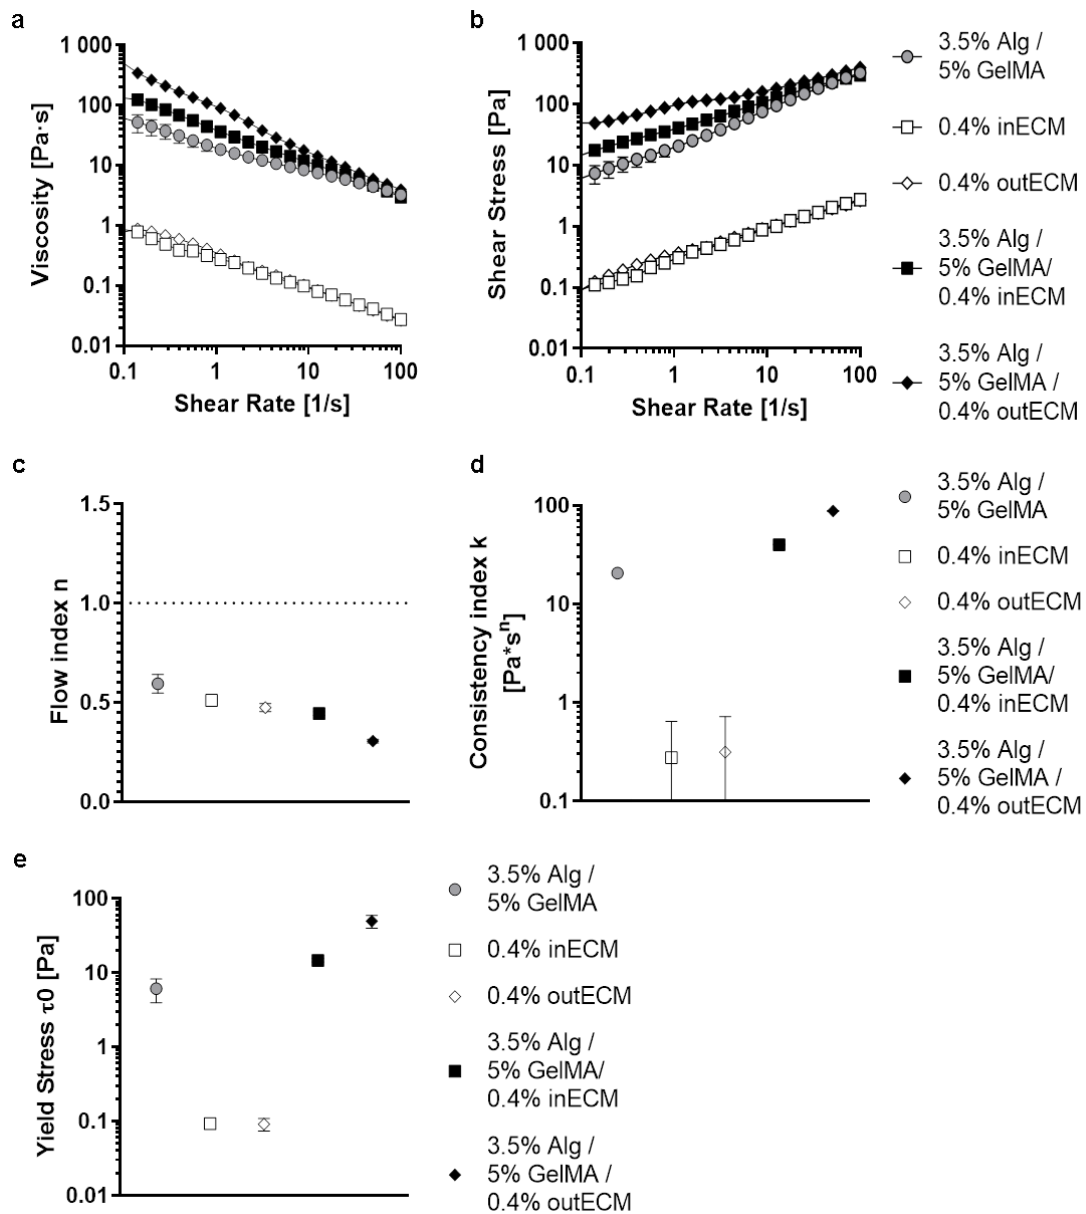 a
1 000
100
10
1
0.1
0.01
Viscosity [Pa·s]
0.1
1
10
100
Shear Rate [1/s]
b
1 000
100
10
1
0.1
0.01
Shear Stress [Pa]
0.1
1
10
100
Shear Rate [1/s]
3.5% Alg /
5% GelMA
0.4% inECM
0.4% outECM
3.5% Alg /
5% GelMA/
0.4% inECM
3.5% Alg /
5% GelMA /
0.4% outECM
c
1.5
1.0
0.5
0.0
Flow index n
d
100
10
1
0.1
Consistency index k
[Pa*sⁿ]
3.5% Alg /
5% GelMA
0.4% inECM
0.4% outECM
3.5% Alg /
5% GelMA/
0.4% inECM
3.5% Alg /
5% GelMA /
0.4% outECM
e
100
10
1
0.1
0.01
Yield Stress τ0 [Pa]
3.5% Alg /
5% GelMA
0.4% inECM
0.4% outECM
3.5% Alg /
5% GelMA/
0.4% inECM
3.5% Alg /
5% GelMA /
0.4% outECM